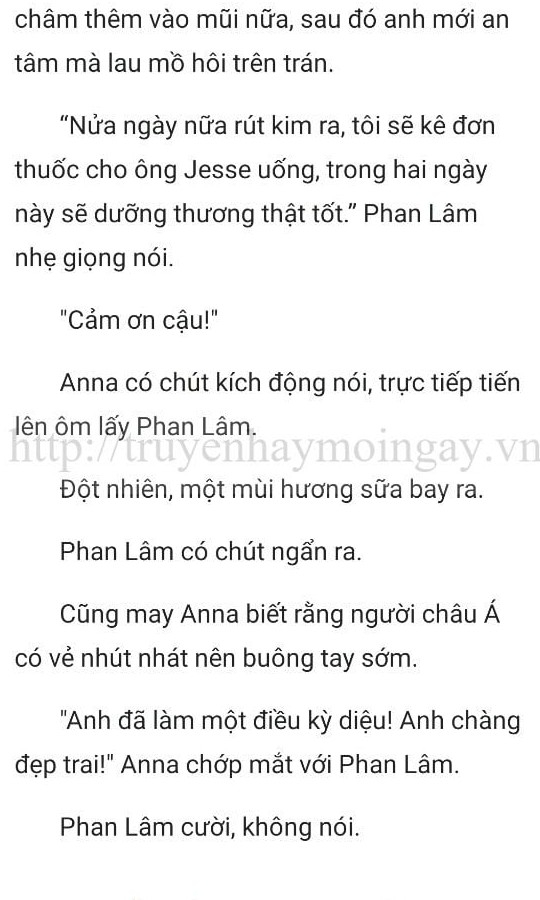 châm thêm vào mũi nữa, sau đó anh mới an
tâm mà lau mồ hôi trên trán.
“Nửa ngày nữa rút kim ra, tôi sẽ kê đơn
thuốc cho ông Jesse uống, trong hai ngày
này sẽ dưỡng thương thật tốt.” Phan Lâm
nhẹ giọng nói.
"Cảm ơn cậu!"
Anna có chút kích động nói, trực tiếp tiến
lên ôm lấy Phan Lâm.
http://truyenhaymoingay.vn
Đột nhiên, một mùi hương sữa bay ra.
Phan Lâm có chút ngẩn ra.
Cũng may Anna biết rằng người châu Á
có vẻ nhút nhát nên buông tay sớm.
"Anh đã làm một điều kỳ diệu! Anh chàng
đẹp trai!" Anna chớp mắt với Phan Lâm.
Phan Lâm cười, không nói.